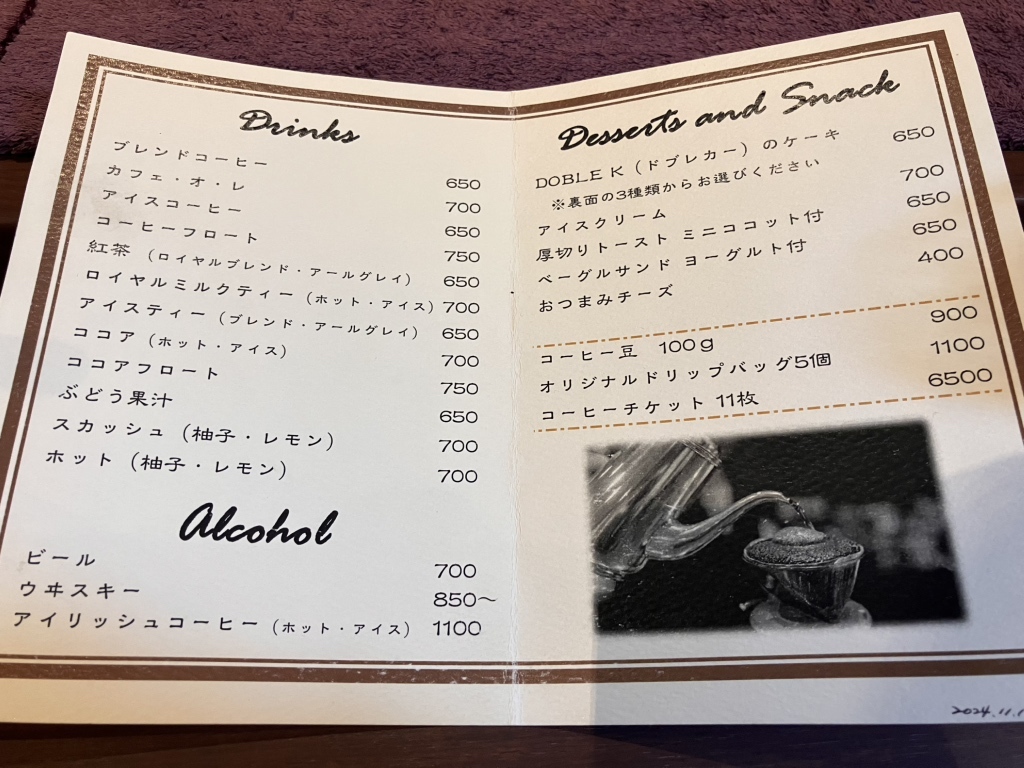 Drinks
ブレンドコーヒー 650
カフェ・オ・レ 700
アイスコーヒー 650
コーヒーフロート 750
紅茶 (ロイヤルブレンド・アールグレイ) 650
ロイヤルミルクティー (ホット・アイス) 700
アイスティー (ブレンド・アールグレイ) 650
ココア (ホット・アイス) 700
ココアフロート 750
ぶどう果汁 650
スカッシュ (柚子・レモン) 700
ホット (柚子・レモン) 700
Alcohol
ビール 700
ウヰスキー 850〜
アイリッシュコーヒー (ホット・アイス) 1100
Desserts and Snack
DOBLE K (ドブレカー) のケーキ 650
※裏面の3種類からお選びください
アイスクリーム 700
厚切りトースト ミニココット付 650
ベーグルサンド ヨーグルト付 650
おつまみチーズ 400
コーヒー豆 100g 900
オリジナルドリップバッグ5個 1100
コーヒーチケット 11枚 6500
2024.11.1